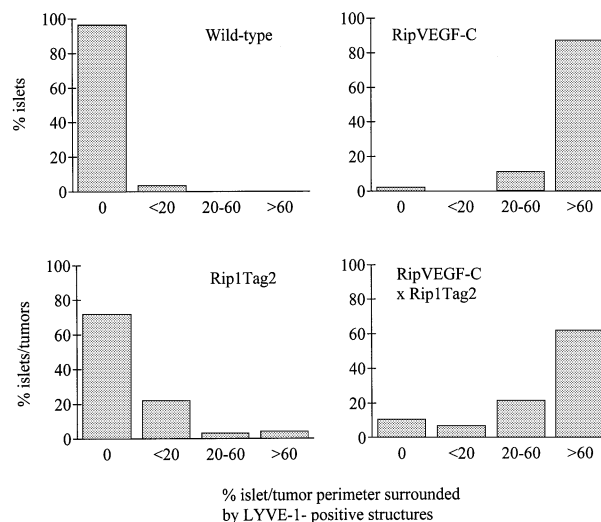 Wild-type
% islets
100
80
60
40
20
0
0 <20 20-60 >60
RipVEGF-C
100
80
60
40
20
0
0 <20 20-60 >60
Rip1Tag2
% islets/tumors
100
80
60
40
20
0
0 <20 20-60 >60
RipVEGF-C
x Rip1Tag2
100
80
60
40
20
0
0 <20 20-60 >60
% islet/tumor perimeter surrounded
by LYVE-1- positive structures